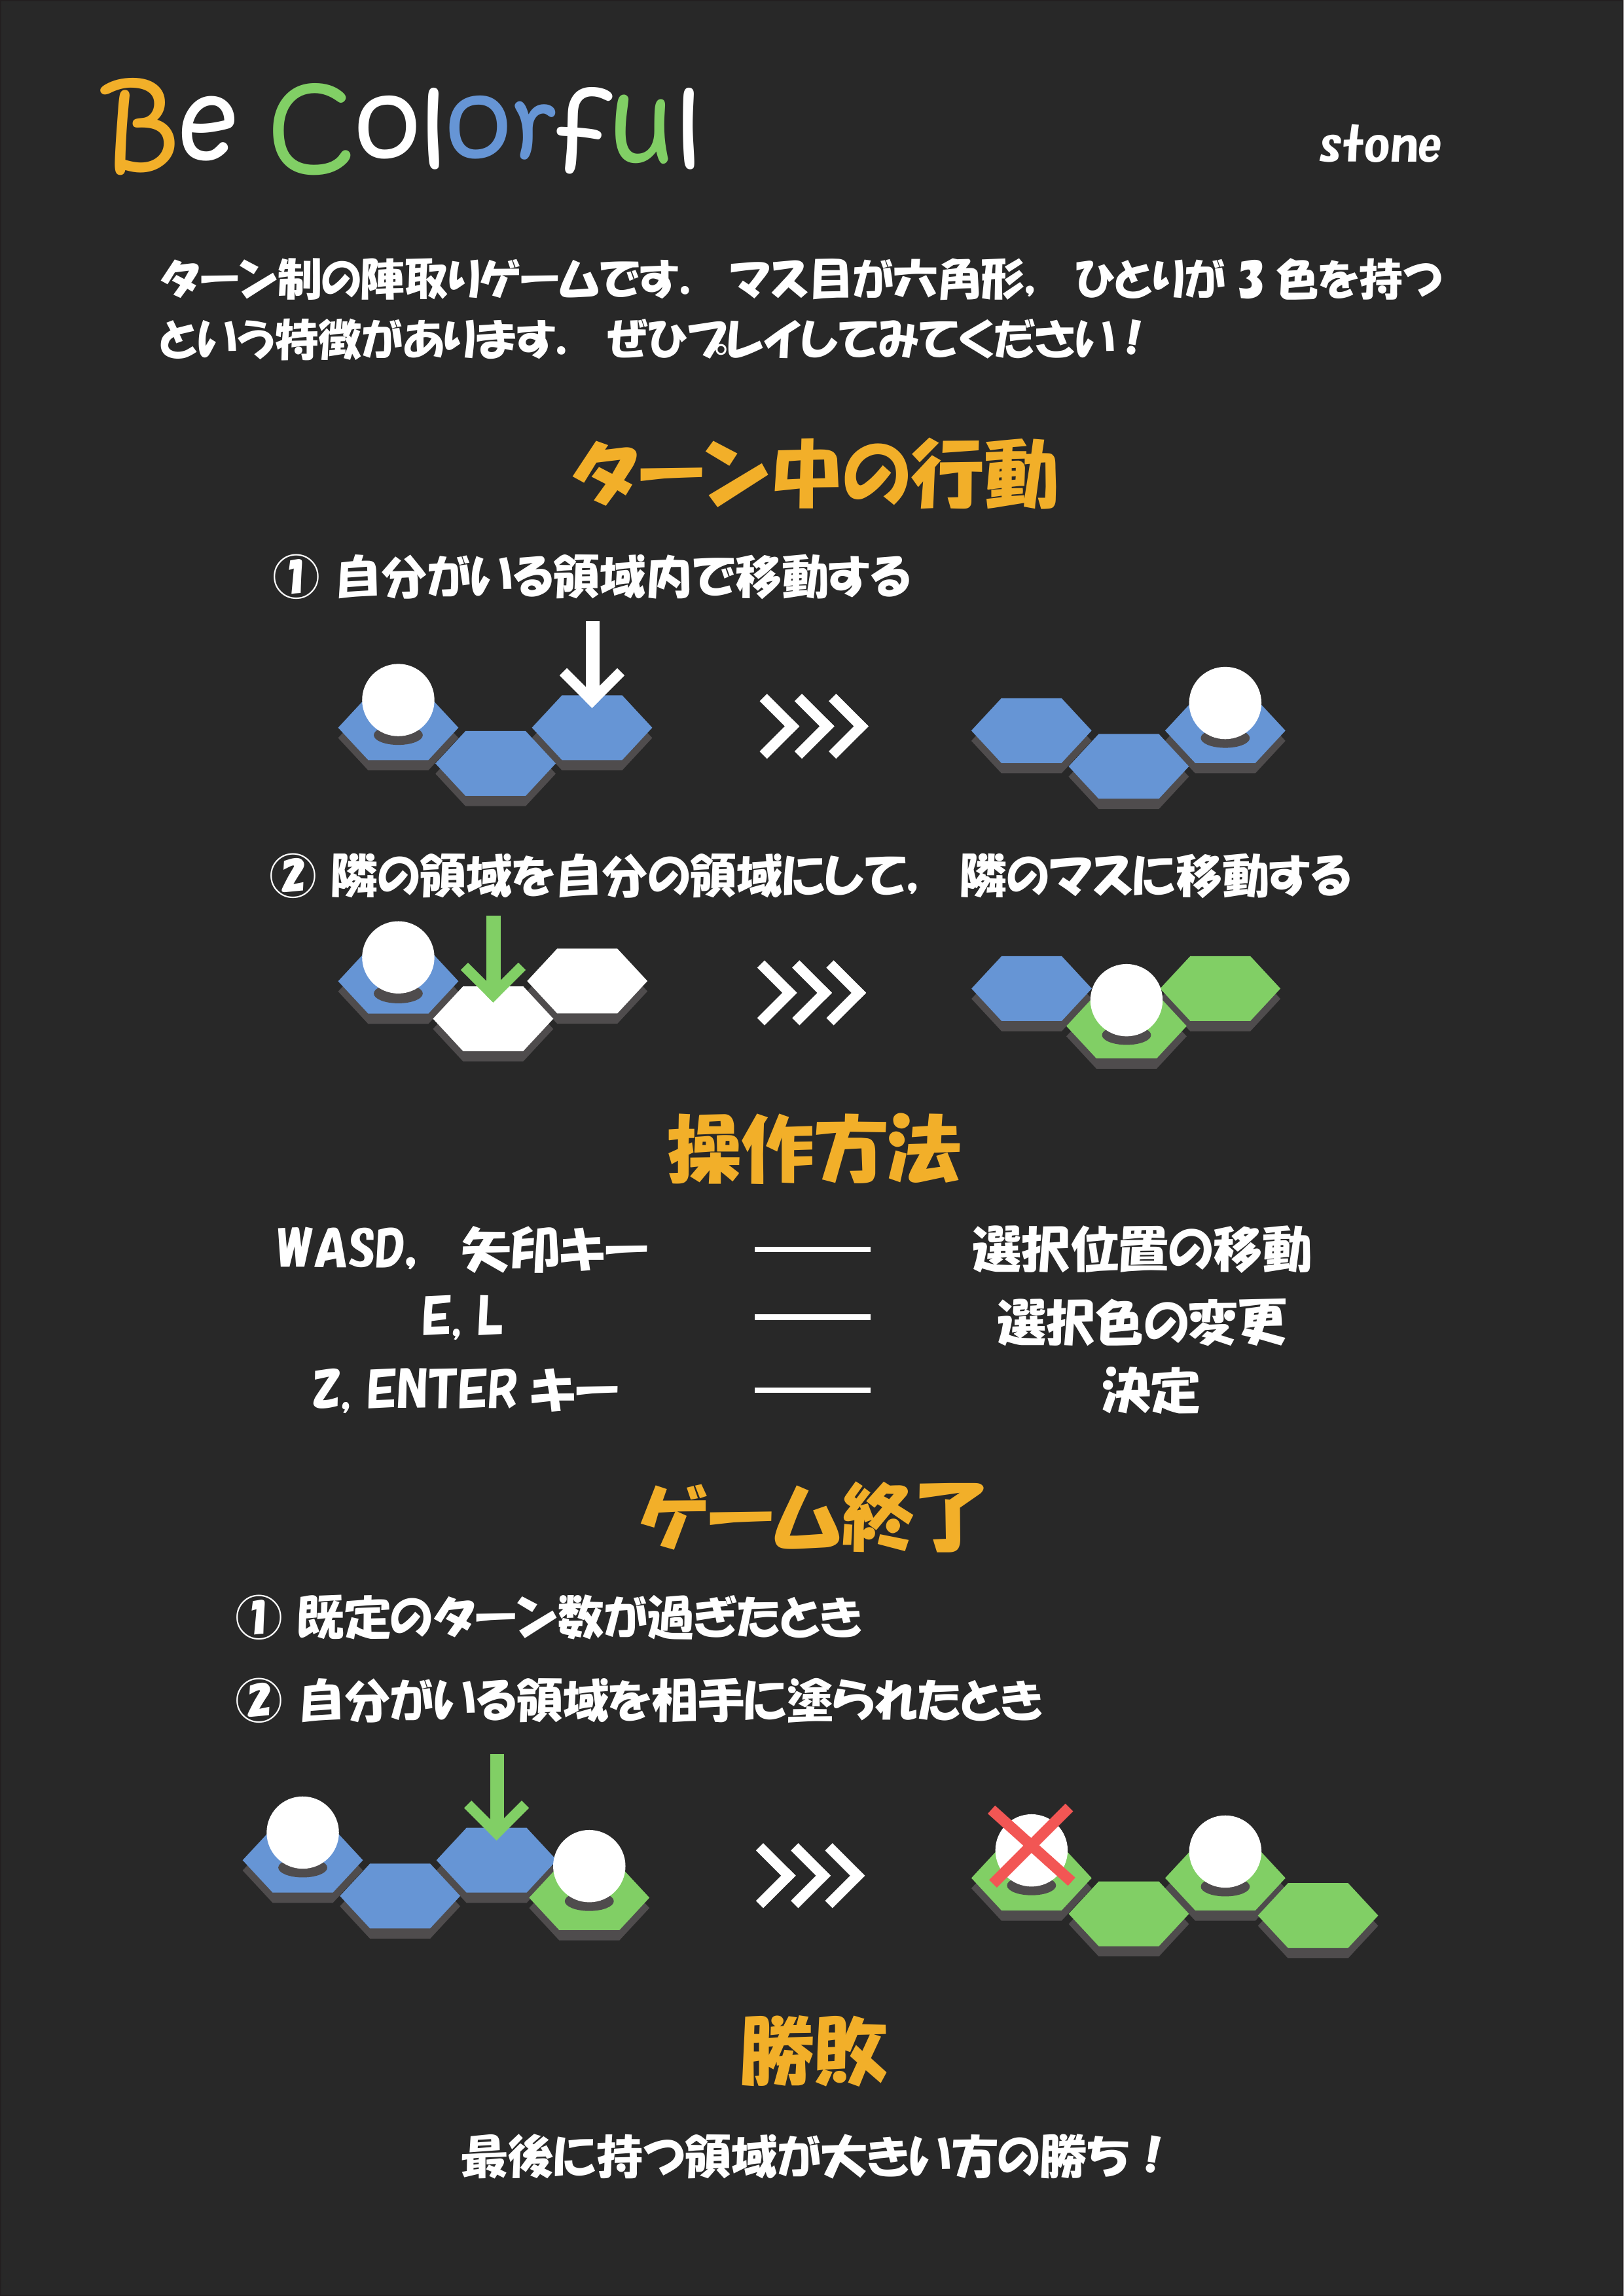 Be Colorful
stone
ターン制の陣取りゲームです． マス目が六角形， ひとりが 3 色を持つ
という特徴があります． ぜひプレイしてみてください！
ターン中の行動
① 自分がいる領域内で移動する
② 隣の領域を自分の領域にして， 隣のマスに移動する
操作方法
WASD， 矢印キー 選択位置の移動
E, L 選択色の変更
Z, ENTER キー 決定
ゲーム終了
① 既定のターン数が過ぎたとき
② 自分がいる領域を相手に塗られたとき
勝敗
最後に持つ領域が大きい方の勝ち！